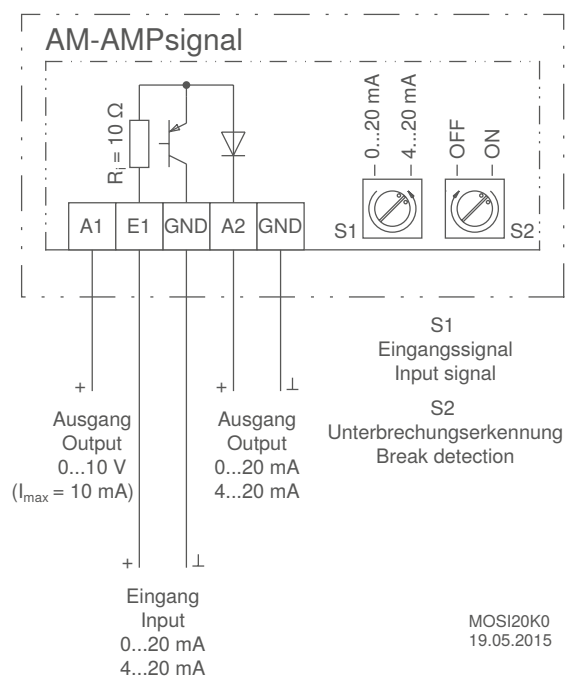 AM-AMPsignal
Ri = 10 Ω
0...20 mA
4...20 mA
OFF
ON
A1 E1 GND A2 GND
S1
S2
S1
Eingangssignal
Input signal
S2
Unterbrechungserkennung
Break detection
+
Ausgang
Output
0...10 V
(Imax = 10 mA)
+ ⊥
Ausgang
Output
0...20 mA
4...20 mA
+ ⊥
Eingang
Input
0...20 mA
4...20 mA
MOSI20K0
19.05.2015